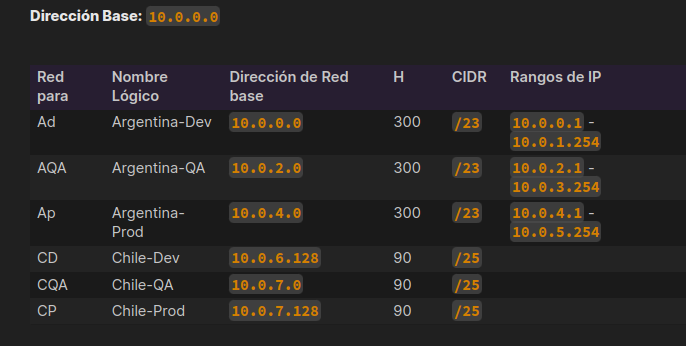 Dirección Base: 10.0.0.0
Red para Nombre Lógico Dirección de Red base H CIDR Rangos de IP
Ad Argentina-Dev 10.0.0.0 300 /23 10.0.0.1 - 10.0.1.254
AQA Argentina-QA 10.0.2.0 300 /23 10.0.2.1 - 10.0.3.254
Ap Argentina-Prod 10.0.4.0 300 /23 10.0.4.1 - 10.0.5.254
CD Chile-Dev 10.0.6.128 90 /25
CQA Chile-QA 10.0.7.0 90 /25
CP Chile-Prod 10.0.7.128 90 /25